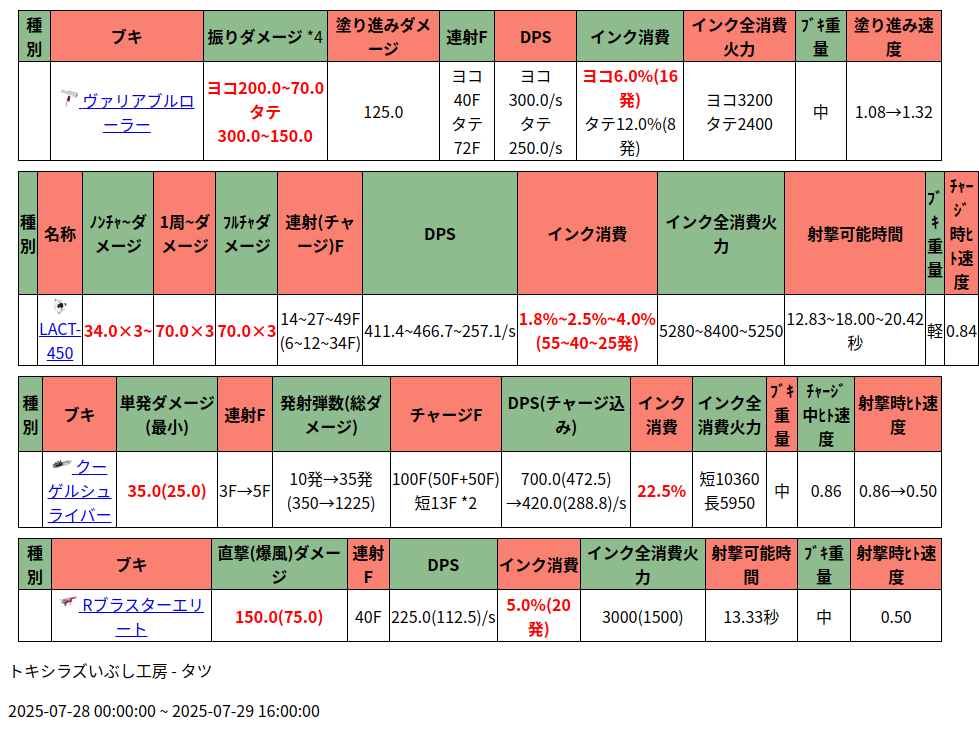 種別 ブキ 振りダメージ *4 塗り進みダメージ 連射F DPS インク消費 インク全消費火力 ﾌﾞｷ重量 塗り進み速度
ヴァリアブルローラー ヨコ200.0~70.0 タテ300.0~150.0 125.0 ヨコ40F タテ72F ヨコ300.0/s タテ250.0/s ヨコ6.0%(16発) タテ12.0%(8発) ヨコ3200 タテ2400 中 1.08→1.32
種別 名称 ﾉﾝﾁｬ~ダメージ 1周~ダメージ ﾌﾙﾁｬダメージ 連射(チャージ)F DPS インク消費 インク全消費火力 射撃可能時間 ﾌﾞｷ重量 ﾁｬｰｼﾞ時ﾋﾄ速度
LACT-450 34.0×3~ 70.0×3 70.0×3 14~27~49F (6~12~34F) 411.4~466.7~257.1/s 1.8%~2.5%~4.0% (55~40~25発) 5280~8400~5250 12.83~18.00~20.42秒 軽 0.84
種別 ブキ 単発ダメージ(最小) 連射F 発射弾数(総ダメージ) チャージF DPS(チャージ込み) インク消費 インク全消費火力 ﾌﾞｷ重量 ﾁｬｰｼﾞ中ﾋﾄ速度 射撃時ﾋﾄ速度
クーゲルシュライバー 35.0(25.0) 3F→5F 10発→35発 (350→1225) 100F(50F+50F) 短13F *2 700.0(472.5) →420.0(288.8)/s 22.5% 短10360 長5950 中 0.86 0.86→0.50
種別 ブキ 直撃(爆風)ダメージ 連射F DPS インク消費 インク全消費火力 射撃可能時間 ﾌﾞｷ重量 射撃時ﾋﾄ速度
Rブラスターエリート 150.0(75.0) 40F 225.0(112.5)/s 5.0%(20発) 3000(1500) 13.33秒 中 0.50
トキシラズいぶし工房 - タツ
2025-07-28 00:00:00 ~ 2025-07-29 16:00:00